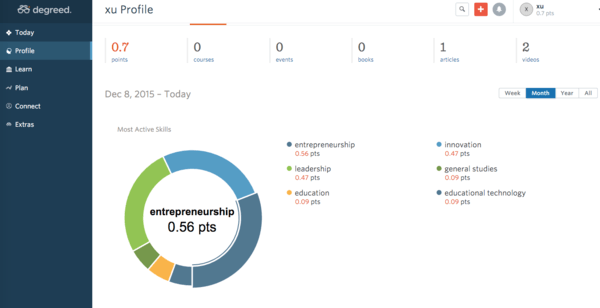 degreed.
xu Profile
xu
0.7 pts
Today
Profile
Learn
Plan
Connect
Extras
0.7
points
0
courses
0
events
0
books
1
articles
2
videos
Dec 8, 2015 – Today
Week Month Year All
Most Active Skills
entrepreneurship
0.56 pts
entrepreneurship
0.56 pts
leadership
0.47 pts
education
0.09 pts
innovation
0.47 pts
general studies
0.09 pts
educational technology
0.09 pts